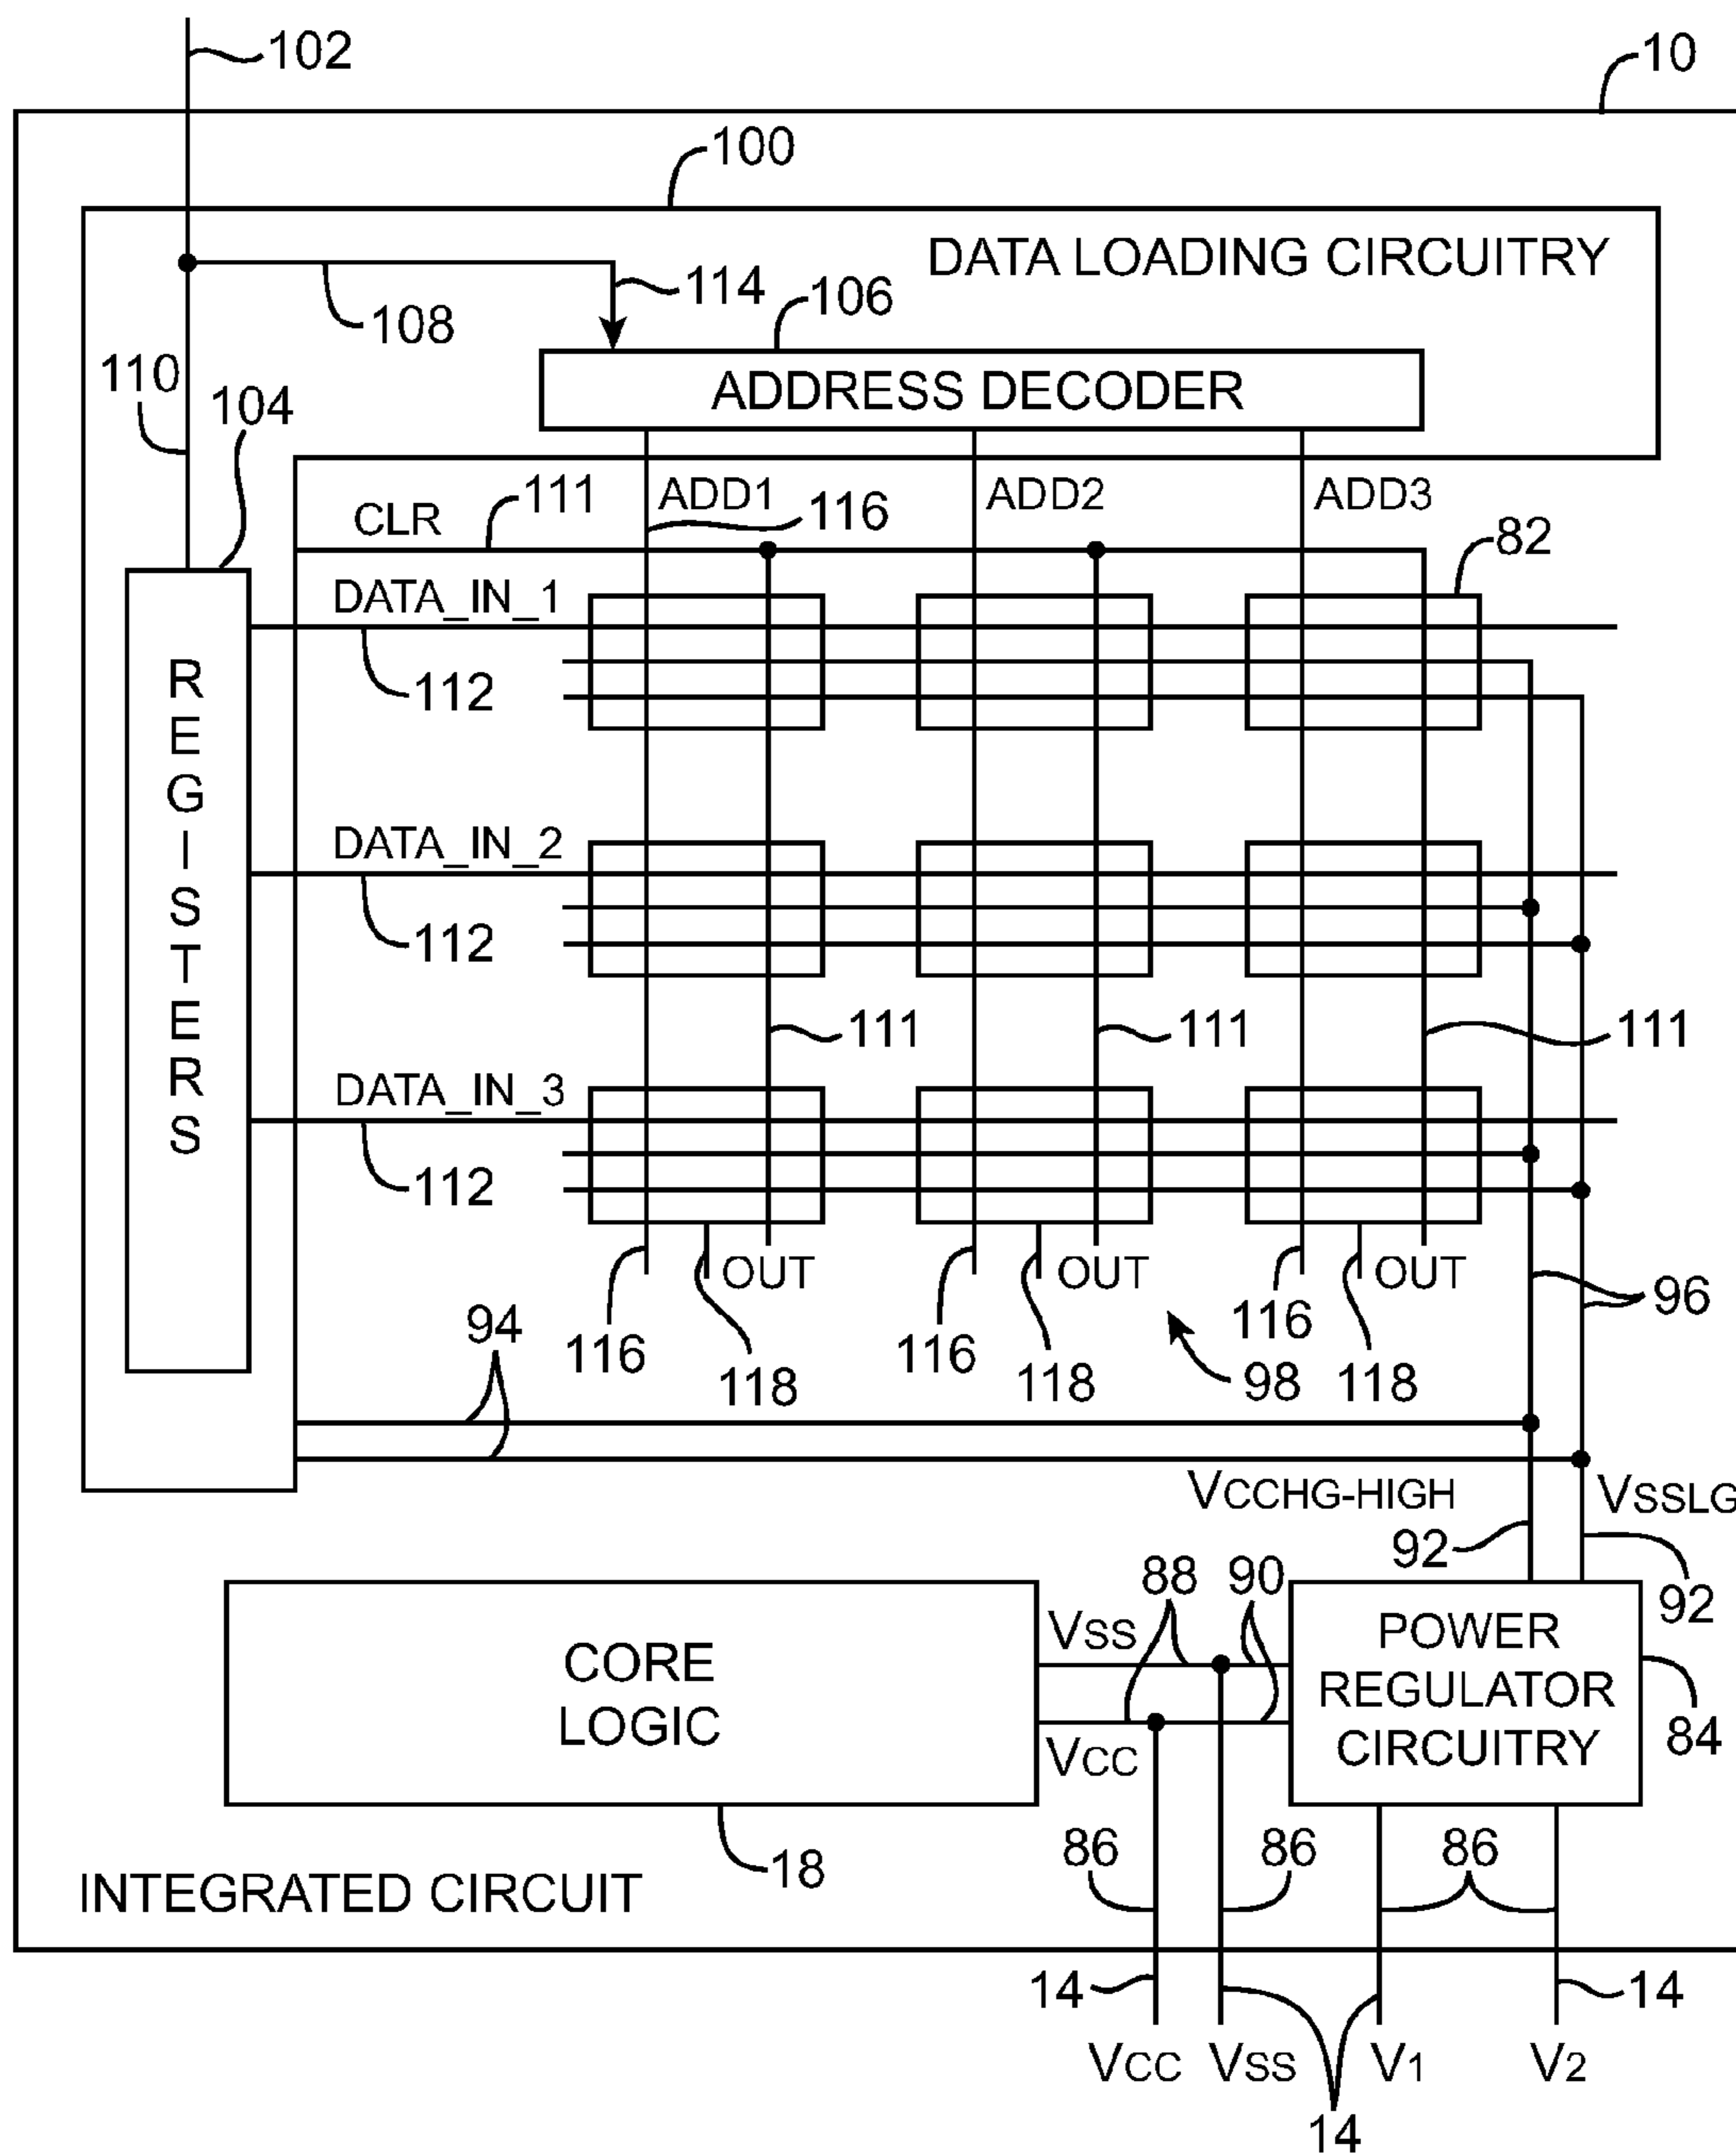 102
10
100
DATA LOADING CIRCUITRY
114
106
108
110
ADDRESS DECODER
104
111
ADD1
ADD2
ADD3
CLR
116
82
DATA_IN_1
REGISTERS
112
DATA_IN_2
112
111
111
111
DATA_IN_3
112
OUT
OUT
OUT
96
94
116
116
116
118
118
98
118
VCCHG-HIGH
VSSLG
92
88
90
92
VSS
POWER
REGULATOR
CIRCUITRY
CORE
LOGIC
84
VCC
86
86
86
18
INTEGRATED CIRCUIT
14
14
VCC
VSS
V1
V2
14